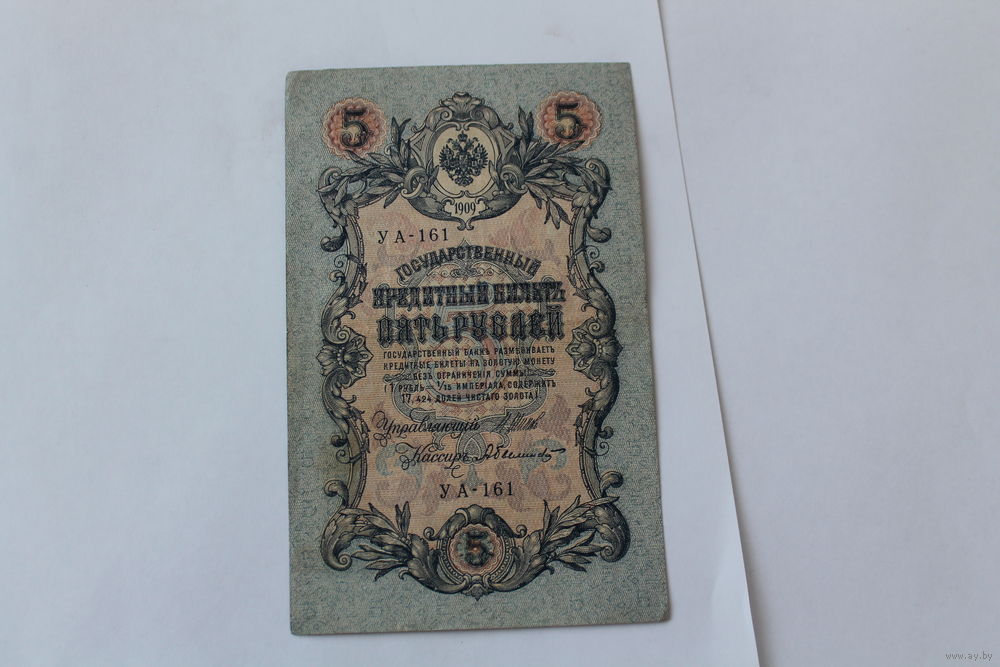 5 5
1909
УА-161
ГОСУДАРСТВЕННЫЙ
КРЕДИТНЫЙ БИЛЕТЪ
ПЯТЬ РУБЛЕЙ
ГОСУДАРСТВЕННЫЙ БАНКЪ РАЗМѢНИВАЕТЪ
КРЕДИТНЫЕ БИЛЕТЫ НА ЗОЛОТУЮ МОНЕТУ
БЕЗЪ ОГРАНИЧЕНІЯ СУММЫ
(1 РУБЛЬ = 1/15 ИМПЕРІАЛА, СОДЕРЖИТЪ
17,424 ДОЛЕЙ ЧИСТАГО ЗОЛОТА).
Управляющій
Кассиръ
УА-161
5
www.ay.by